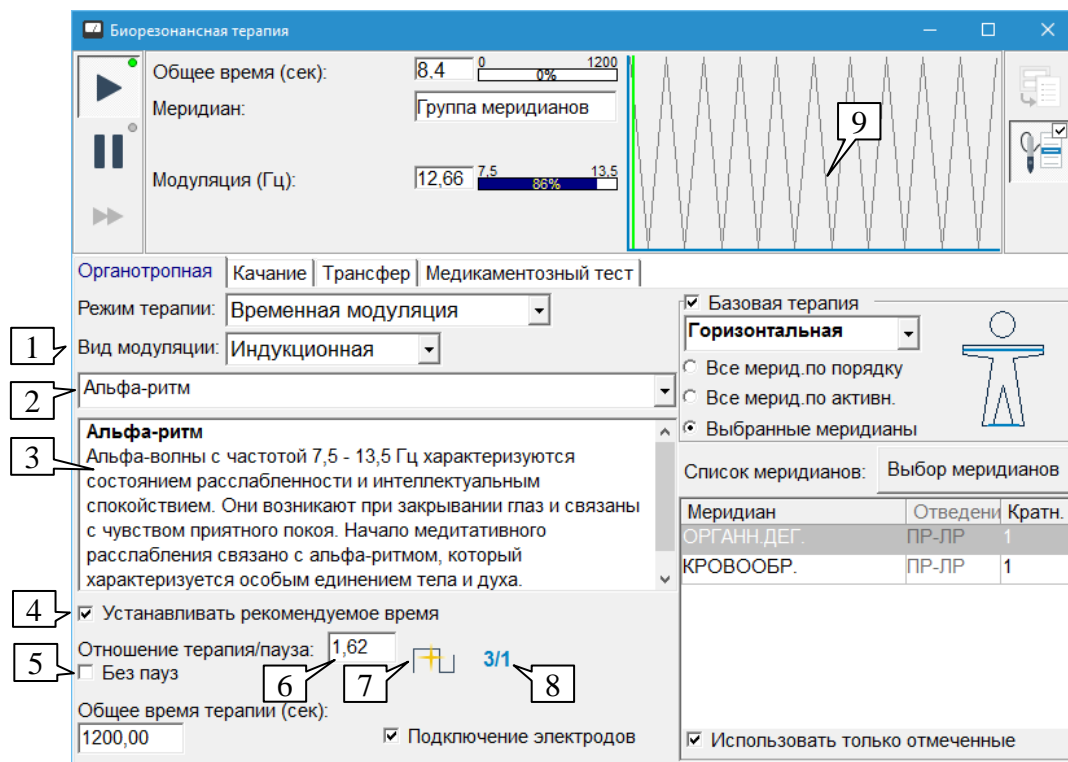 Биорезонансная терапия
Общее время (сек): 8,4 0 1200 0%
Меридиан: Группа меридианов
9
Модуляция (Гц): 12,66 7,5 13,5 86%
Органотропная Качание Трансфер Медикаментозный тест
Режим терапии: Временная модуляция
1 Вид модуляции: Индукционная
2 Альфа-ритм
Альфа-ритм
3 Альфа-волны с частотой 7,5 - 13,5 Гц характеризуются
состоянием расслабленности и интеллектуальным
спокойствием. Они возникают при закрывании глаз и связаны
с чувством приятного покоя. Начало медитативного
расслабления связано с альфа-ритмом, который
характеризуется особым единением тела и духа.
4 Устанавливать рекомендуемое время
Отношение терапия/пауза: 1,62 3/1
5 Без пауз 6 7 8
Общее время терапии (сек):
1200,00 Подключение электродов
Базовая терапия
Горизонтальная
Все мерид.по порядку
Все мерид.по активн.
Выбранные меридианы
Список меридианов: Выбор меридианов
Меридиан Отведени Кратн.
ОРГАНН.ДЕГ. ПР-ЛР 1
КРОВООБР. ПР-ЛР 1
Использовать только отмеченные